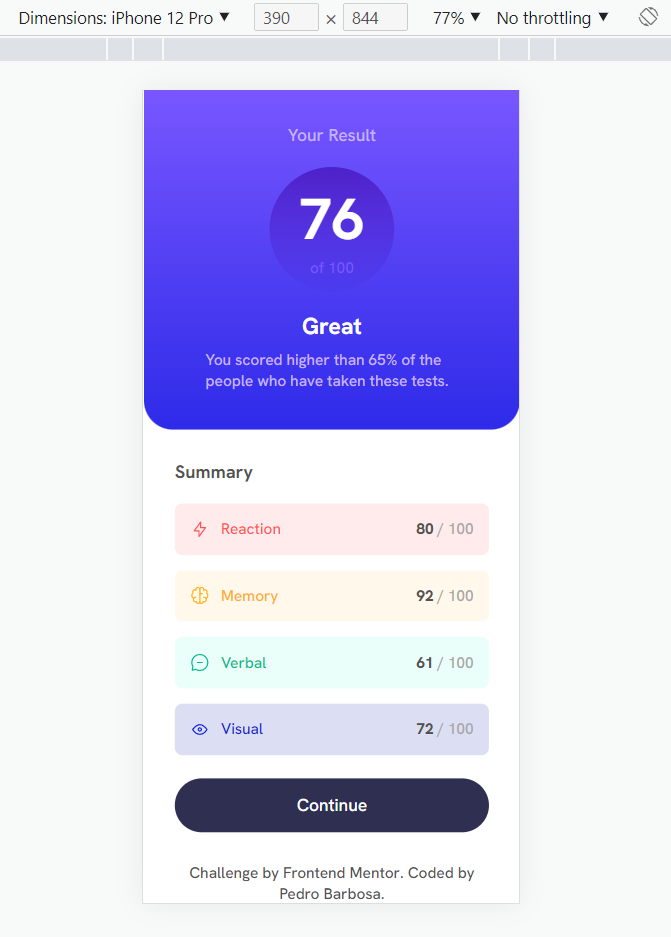 Dimensions: iPhone 12 Pro ▼ 390 × 844 77% ▼ No throttling ▼
Your Result
76
of 100
Great
You scored higher than 65% of the
people who have taken these tests.
Summary
Reaction 80 / 100
Memory 92 / 100
Verbal 61 / 100
Visual 72 / 100
Continue
Challenge by Frontend Mentor. Coded by
Pedro Barbosa.